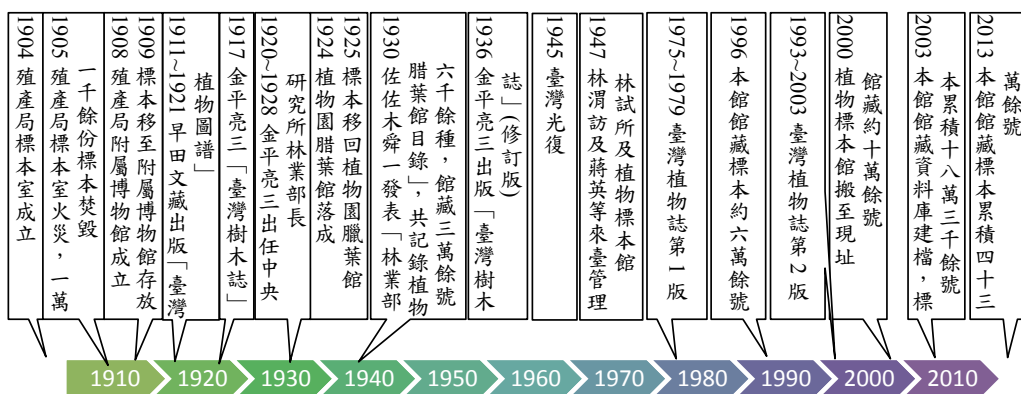 1904 殖產局標本室成立
1905 殖產局標本室火災，一萬
一千餘份標本焚毀
1908 殖產局附屬博物館成立
1909 標本移至附屬博物館存放
1911~1921 早田文藏出版「臺灣
植物圖譜」
1917 金平亮三「臺灣樹木誌」
1920~1928 金平亮三出任中央
研究所林業部長
1924 植物園腊葉館落成
1925 標本移回植物園臘葉館
1930 佐佐木舜一發表「林業部
腊葉館目錄」，共記錄植物
六千餘種，館藏三萬餘號
1936 金平亮三出版「臺灣樹木
誌」(修訂版)
1945 臺灣光復
1947 林渭訪及蔣英等來臺管理
林試所及植物標本館
1975~1979 臺灣植物誌第 1 版
1996 本館館藏標本約六萬餘號
1993~2003 臺灣植物誌第 2 版
2000 植物標本館搬至現址
館藏約十萬餘號
2003 本館館藏資料庫建檔，標
本累積十八萬三千餘號
2013 本館館藏標本累積四十三
萬餘號
1910
1920
1930
1940
1950
1960
1970
1980
1990
2000
2010